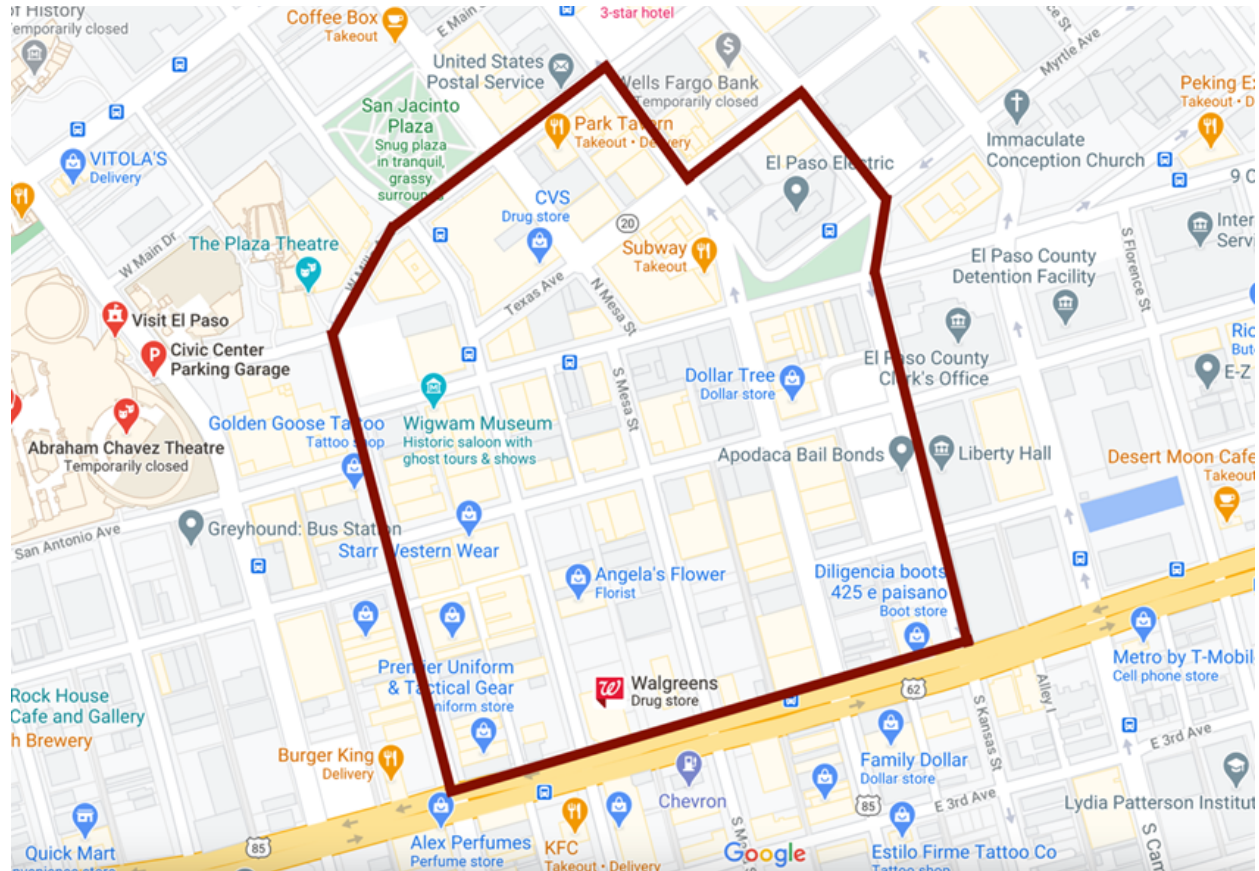 of History
Temporarily closed
Coffee Box
Takeout
E Main
3-star hotel
United States
Postal Service
Wells Fargo Bank
Temporarily closed
Myrtle Ave
Peking
Takeout
San Jacinto
Plaza
Snug plaza
in tranquil,
grassy
Park Tavern
Takeout • Delivery
Immaculate
Conception Church
VITOLA'S
Delivery
El Paso Electric
9
CVS
Drug store
20
Inter
Serv
The Plaza Theatre
W Main Dr
Subway
Takeout
S Florence St
El Paso County
Detention Facility
Texas Ave
N Mesa St
Visit El Paso
Civic Center
Parking Garage
El Paso County
Clerk's Office
Ric
But
E-Z
S Mesa St
Dollar Tree
Dollar store
Abraham Chavez Theatre
Temporarily closed
Golden Goose Tattoo
Tattoo shop
Wigwam Museum
Historic saloon with
ghost tours & shows
Apodaca Bail Bonds
Liberty Hall
Desert Moon Cafe
Takeout
San Antonio Ave
Greyhound: Bus Station
Starr Western Wear
Angela's Flower
Florist
Diligencia boots
425 e paisano
Boot store
Metro by T-Mobil
Cell phone store
Premier Uniform
& Tactical Gear
Uniform store
Walgreens
Drug store
62
Rock House
Cafe and Gallery
h Brewery
Alley I
S Kansas St
E 3rd Ave
Burger King
Delivery
Family Dollar
Dollar store
Chevron
85
E 3rd Ave
Lydia Patterson Institut
Quick Mart
85
Alex Perfumes
Perfume store
KFC
Takeout • Delivery
S M
Google
Estilo Firme Tattoo Co
Tattoo shop
S Cam